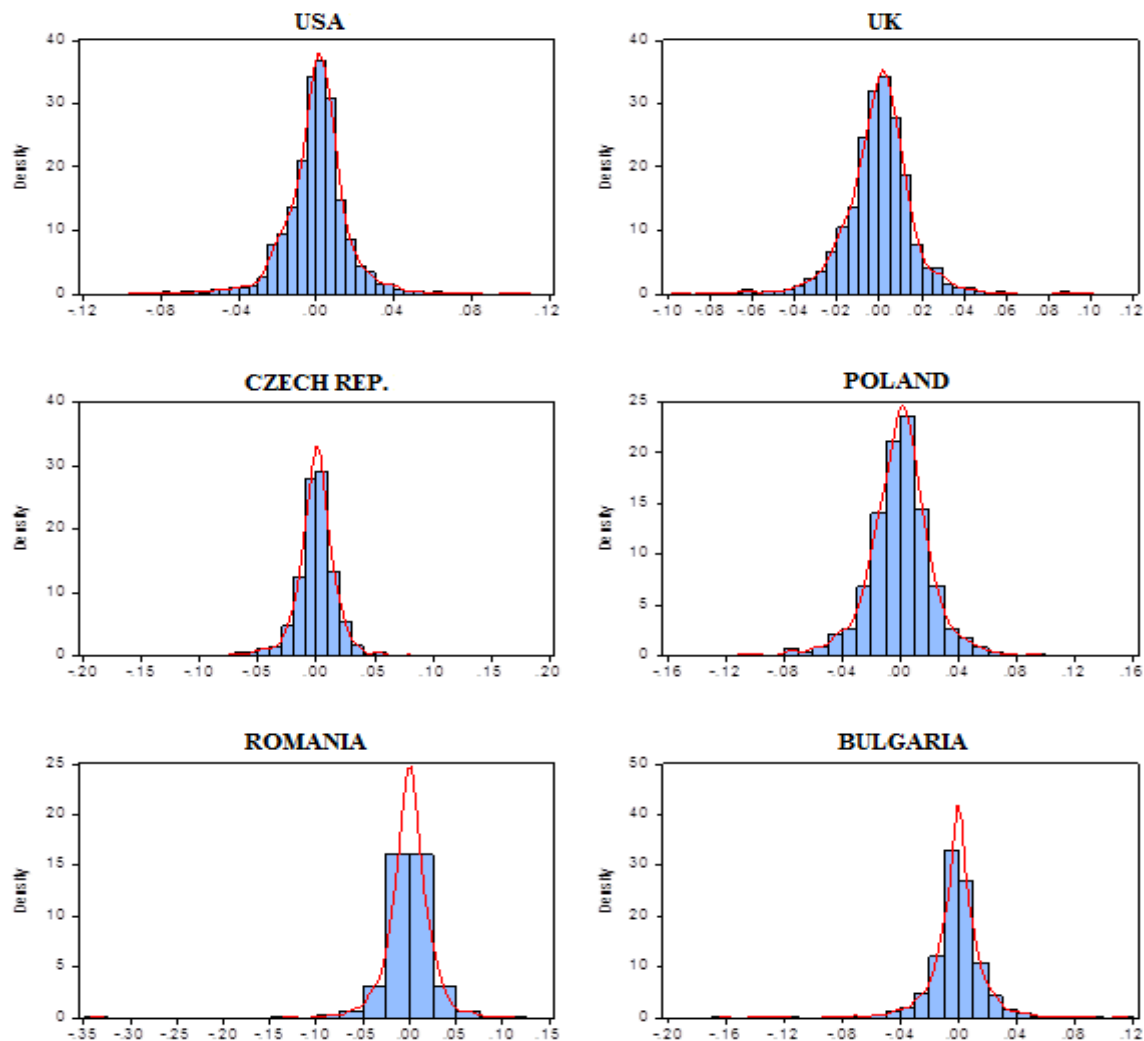 USA
40
30
20
10
0
Density
-.12 -.08 -.04 .00 .04 .08 .12
UK
40
30
20
10
0
Density
-.10 -.08 -.06 -.04 -.02 .00 .02 .04 .06 .08 .10 .12
CZECH REP.
40
30
20
10
0
Density
-.20 -.15 -.10 -.05 .00 .05 .10 .15 .20
POLAND
25
20
15
10
5
0
Density
-.16 -.12 -.08 -.04 .00 .04 .08 .12 .16
ROMANIA
25
20
15
10
5
0
Density
-.35 -.30 -.25 -.20 -.15 -.10 -.05 .00 .05 .10 .15
BULGARIA
50
40
30
20
10
0
Density
-.20 -.16 -.12 -.08 -.04 .00 .04 .08 .12